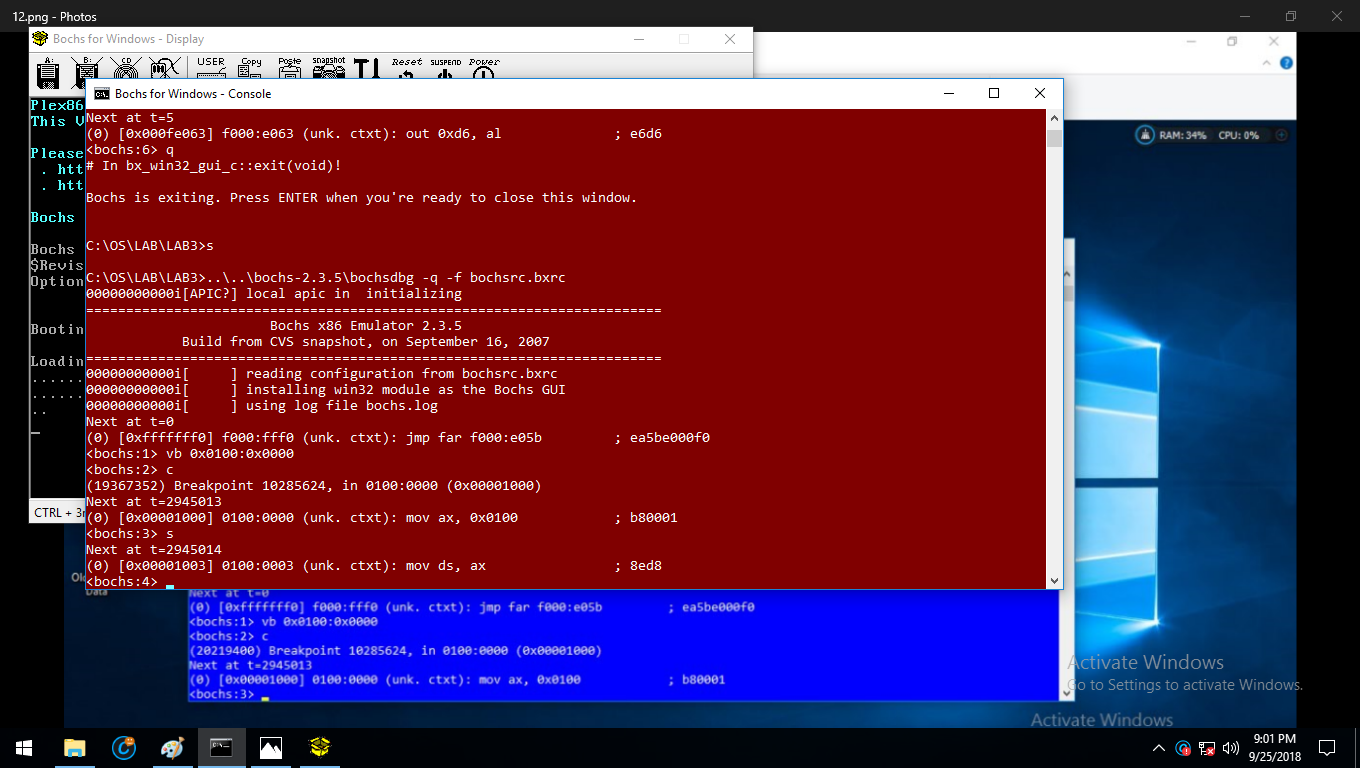 12.png - Photos
Bochs for Windows - Display
A: B: CD USER Copy Paste snapshot Reset SUSPEND Power
Plex86
This V
Please
. htt
. htt
Bochs
Bochs
$Revis
Option
Bootin
Loadin
.......
.......
..
CTRL + 3
Bochs for Windows - Console
Next at t=5
(0) [0x000fe063] f000:e063 (unk. ctxt): out 0xd6, al ; e6d6
<bochs:6> q
# In bx_win32_gui_c::exit(void)!
Bochs is exiting. Press ENTER when you're ready to close this window.
C:\OS\LAB\LAB3>s
C:\OS\LAB\LAB3>..\..\bochs-2.3.5\bochsdbg -q -f bochsrc.bxrc
00000000000i[APIC?] local apic in initializing
========================================================================
Bochs x86 Emulator 2.3.5
Build from CVS snapshot, on September 16, 2007
========================================================================
00000000000i[ ] reading configuration from bochsrc.bxrc
00000000000i[ ] installing win32 module as the Bochs GUI
00000000000i[ ] using log file bochs.log
Next at t=0
(0) [0xfffffff0] f000:fff0 (unk. ctxt): jmp far f000:e05b ; ea5be000f0
<bochs:1> vb 0x0100:0x0000
<bochs:2> c
(19367352) Breakpoint 10285624, in 0100:0000 (0x00001000)
Next at t=2945013
(0) [0x00001000] 0100:0000 (unk. ctxt): mov ax, 0x0100 ; b80001
<bochs:3> s
Next at t=2945014
(0) [0x00001003] 0100:0003 (unk. ctxt): mov ds, ax ; 8ed8
<bochs:4>
RAM: 34% CPU: 0%
Data
Next at t=0
(0) [0xfffffff0] f000:fff0 (unk. ctxt): jmp far f000:e05b ; ea5be000f0
<bochs:1> vb 0x0100:0x0000
<bochs:2> c
(20219400) Breakpoint 10285624, in 0100:0000 (0x00001000)
Next at t=2945013
(0) [0x00001000] 0100:0000 (unk. ctxt): mov ax, 0x0100 ; b80001
<bochs:3>
Activate Windows
Go to Settings to activate Windows.
Activate Windows
9:01 PM
9/25/2018